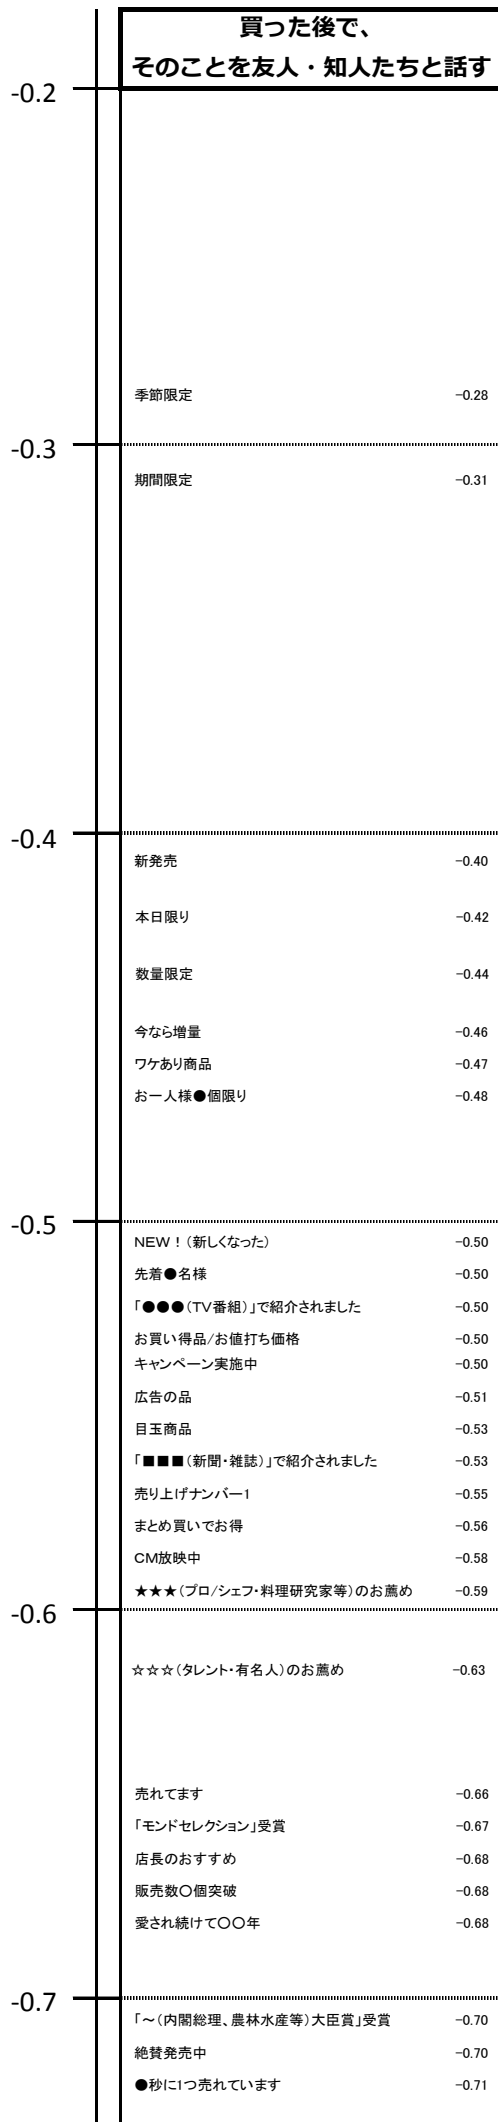 買った後で、
そのことを友人・知人たちと話す
-0.2
季節限定 -0.28
-0.3
期間限定 -0.31
-0.4
新発売 -0.40
本日限り -0.42
数量限定 -0.44
今なら増量 -0.46
ワケあり商品 -0.47
お一人様●個限り -0.48
-0.5
NEW！（新しくなった） -0.50
先着●名様 -0.50
「●●●（TV番組）」で紹介されました -0.50
お買い得品/お値打ち価格 -0.50
キャンペーン実施中 -0.50
広告の品 -0.51
目玉商品 -0.53
「■■■（新聞・雑誌）」で紹介されました -0.53
売り上げナンバー1 -0.55
まとめ買いでお得 -0.56
CM放映中 -0.58
★★★（プロ/シェフ・料理研究家等）のお薦め -0.59
-0.6
☆☆☆（タレント・有名人）のお薦め -0.63
売れてます -0.66
「モンドセレクション」受賞 -0.67
店長のおすすめ -0.68
販売数〇個突破 -0.68
愛され続けて〇〇年 -0.68
-0.7
「～（内閣総理、農林水産等）大臣賞」受賞 -0.70
絶賛発売中 -0.70
●秒に1つ売れています -0.71